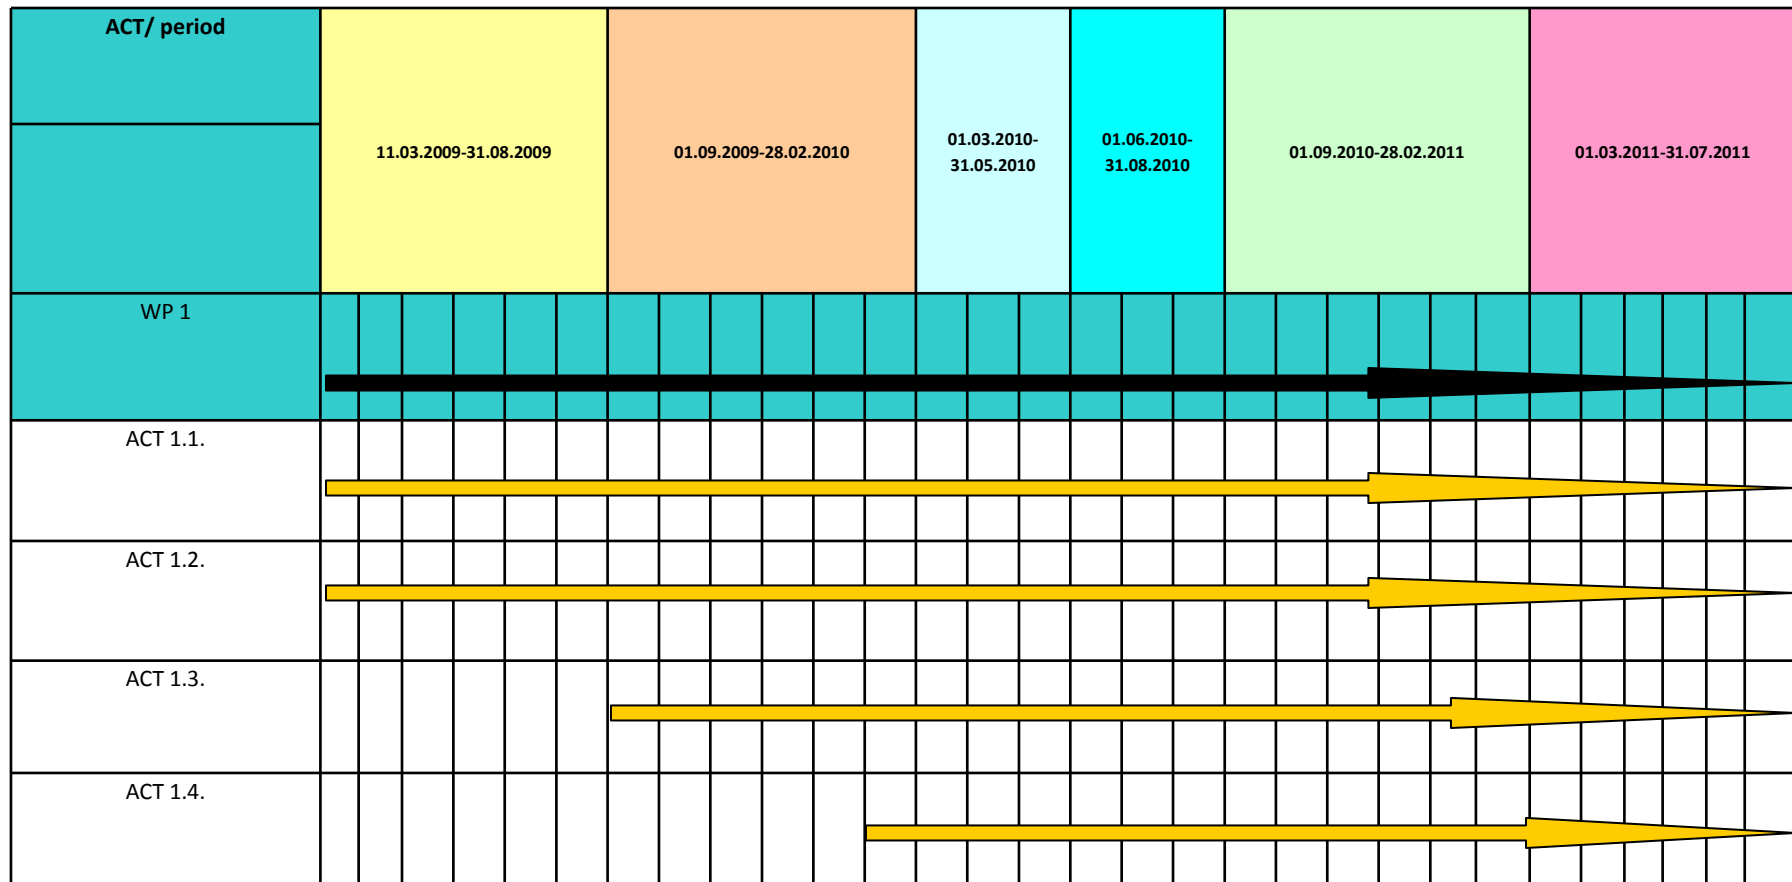 ACT/ period
11.03.2009-31.08.2009
01.09.2009-28.02.2010
01.03.2010-
31.05.2010
01.06.2010-
31.08.2010
01.09.2010-28.02.2011
01.03.2011-31.07.2011
WP 1
ACT 1.1.
ACT 1.2.
ACT 1.3.
ACT 1.4.